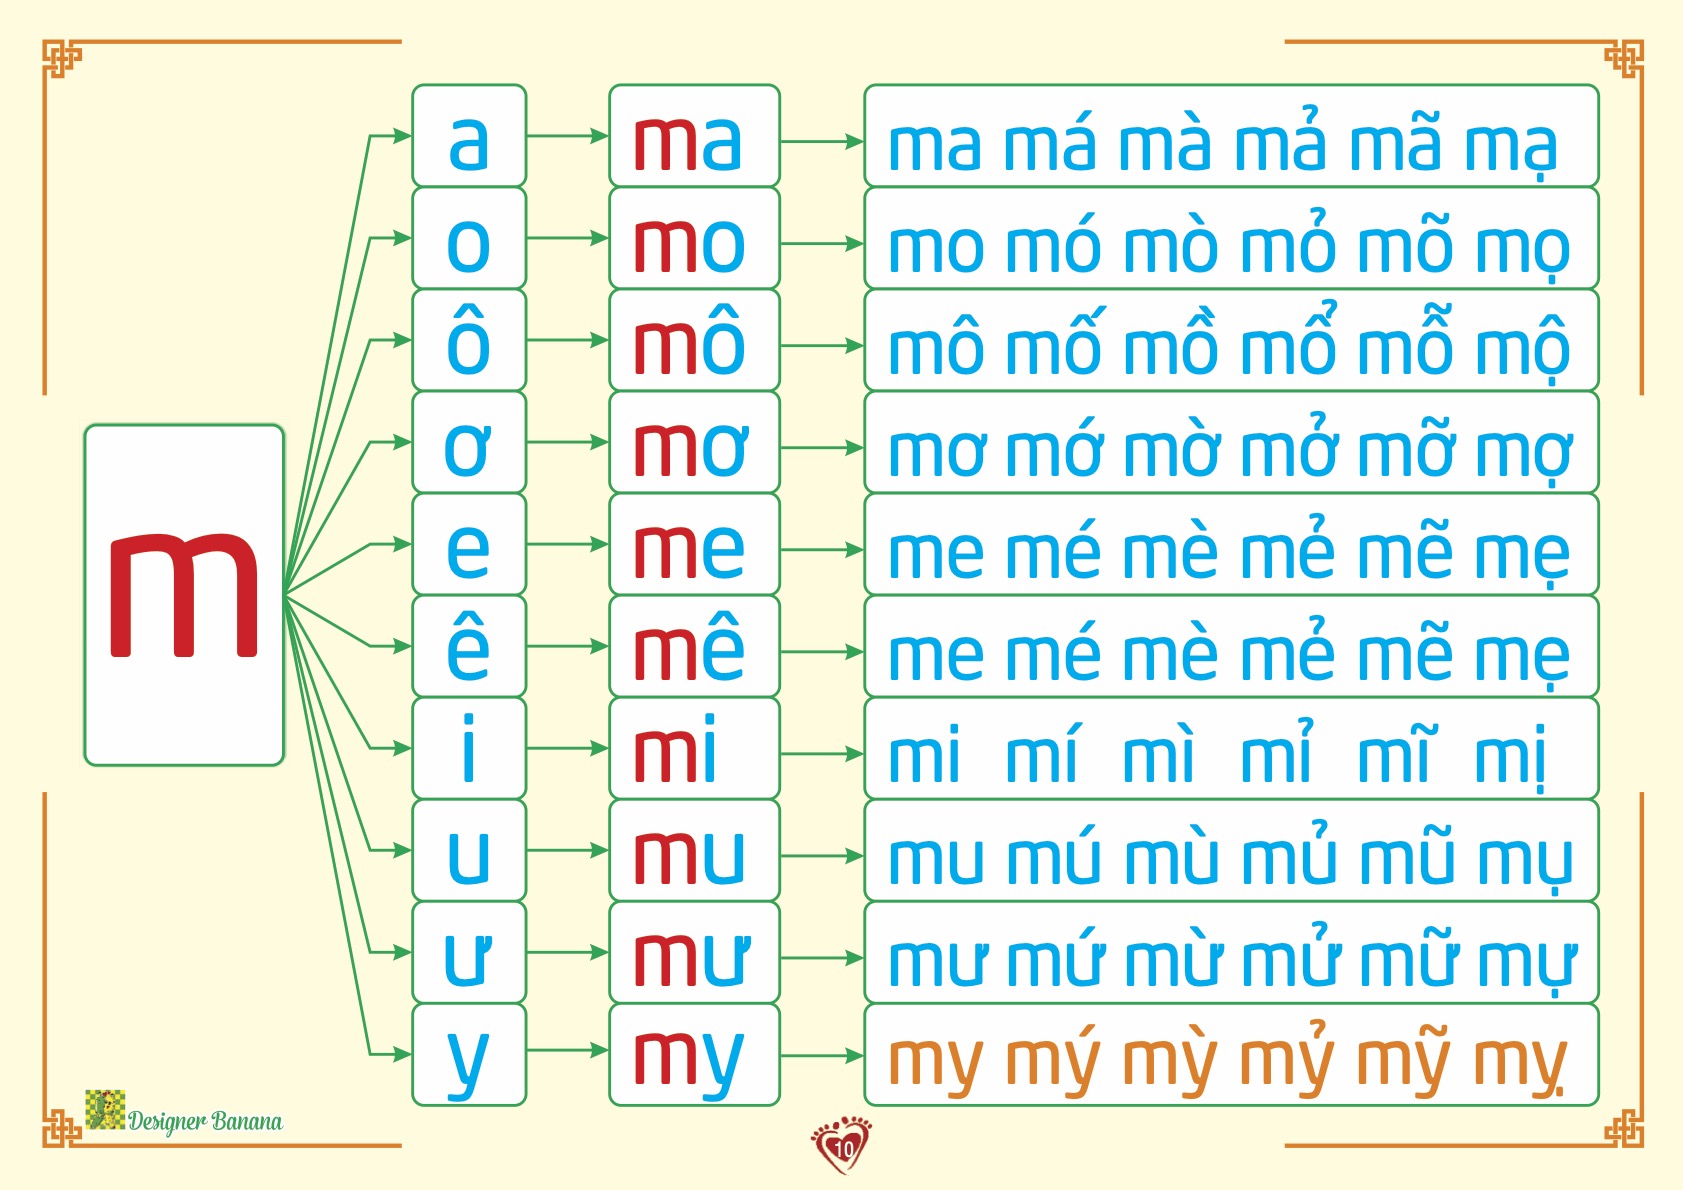 m
a ma ma má mà mả mã mạ
o mo mo mó mò mỏ mõ mọ
ô mô mô mố mồ mổ mỗ mộ
ơ mơ mơ mớ mờ mở mỡ mợ
e me me mé mè mẻ mẽ mẹ
ê mê me mé mè mẻ mẽ mẹ
i mi mi mí mì mỉ mĩ mị
u mu mu mú mù mủ mũ mụ
ư mư mư mứ mừ mử mữ mự
y my my mý mỳ mỷ mỹ mỵ
Designer Banana
10